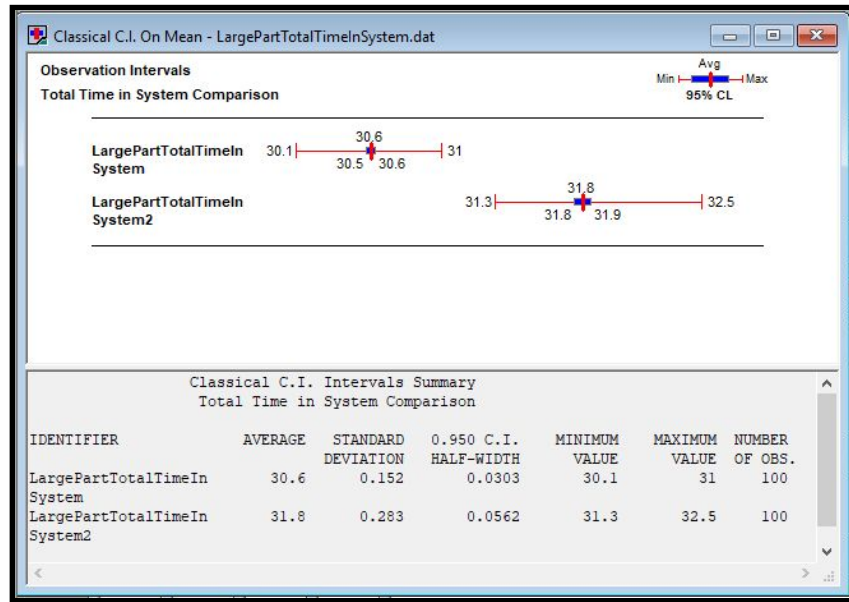 Classical C.I. On Mean - LargePartTotalTimeInSystem.dat
Observation Intervals
Avg
Min Max
Total Time in System Comparison
95% CL
30.6
LargePartTotalTimeIn 30.1 31
System
30.5 30.6
31.8
LargePartTotalTimeIn 31.3 32.5
System2
31.8 31.9
Classical C.I. Intervals Summary
Total Time in System Comparison
IDENTIFIER AVERAGE STANDARD 0.950 C.I. MINIMUM MAXIMUM NUMBER
DEVIATION HALF-WIDTH VALUE VALUE OF OBS.
LargePartTotalTimeIn 30.6 0.152 0.0303 30.1 31 100
System
LargePartTotalTimeIn 31.8 0.283 0.0562 31.3 32.5 100
System2